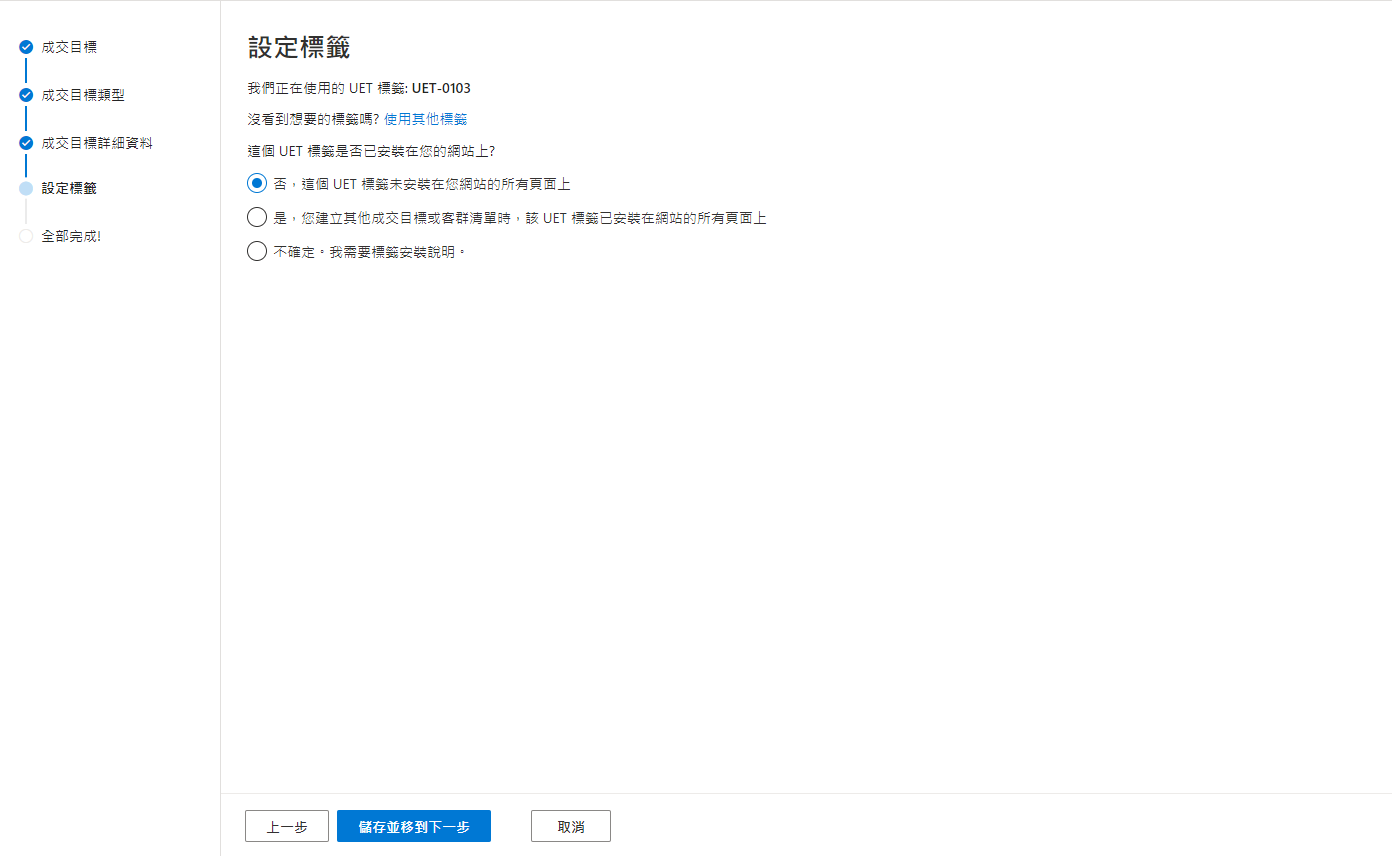 成交目標
成交目標類型
成交目標詳細資料
設定標籤
全部完成!
設定標籤
我們正在使用的 UET 標籤: UET-0103
沒看到想要的標籤嗎? 使用其他標籤
這個 UET 標籤是否已安裝在您的網站上?
否，這個 UET 標籤未安裝在您網站的所有頁面上
是，您建立其他成交目標或客群清單時，該 UET 標籤已安裝在網站的所有頁面上
不確定。我需要標籤安裝說明。
上一步
儲存並移到下一步
取消